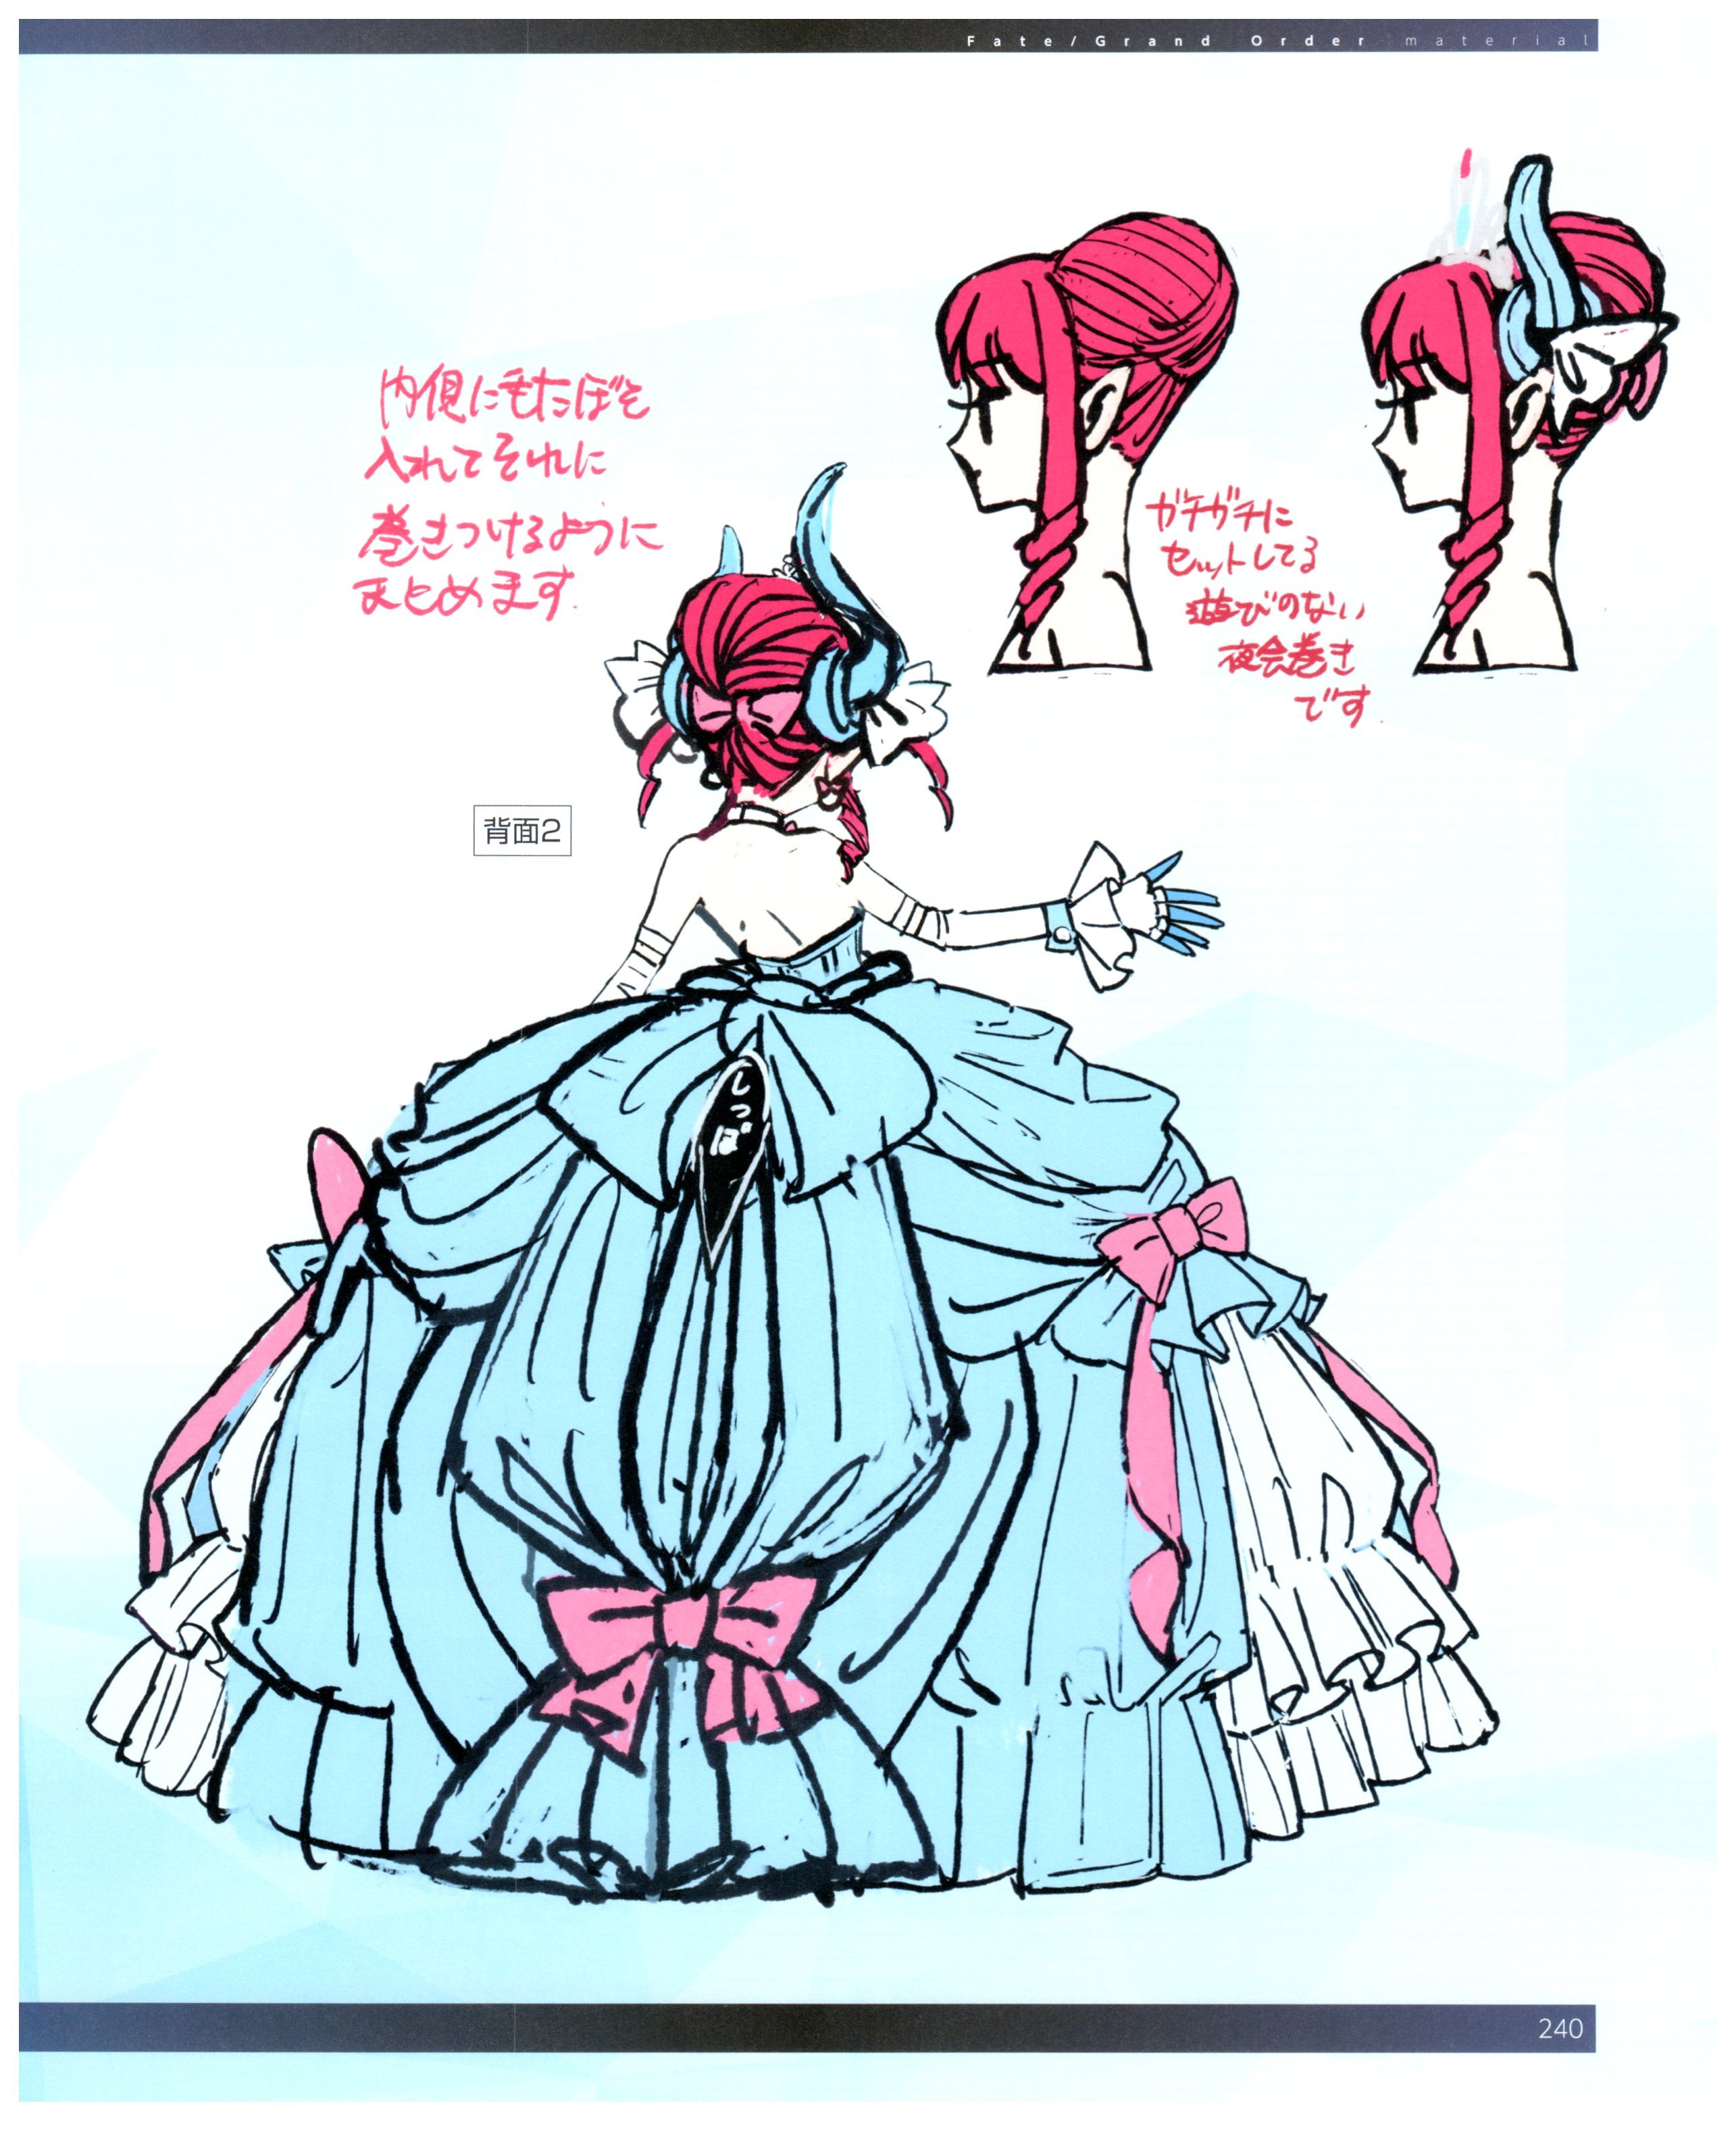 Fate/Grand Order material
内側に毛たぼを
入れてそれに
巻きつけるように
まとめます.
ガチガチに
セットしてる
遊びのない
夜会巻き
です.
背面2
しっぽ
240